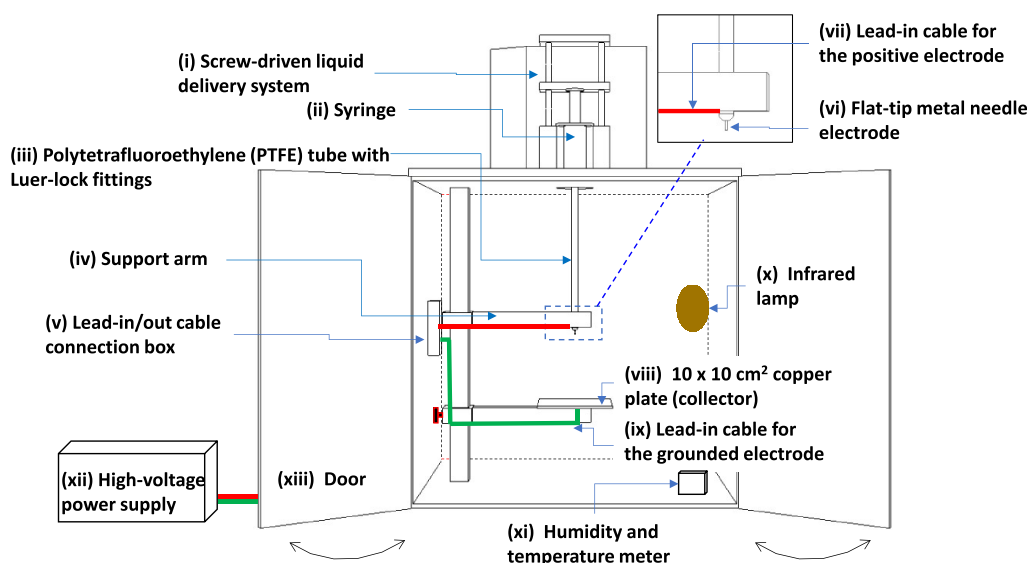 (i) Screw-driven liquid
delivery system
(ii) Syringe
(iii) Polytetrafluoroethylene (PTFE) tube with
Luer-lock fittings
(iv) Support arm
(v) Lead-in/out cable
connection box
(vii) Lead-in cable for
the positive electrode
(vi) Flat-tip metal needle
electrode
(x) Infrared
lamp
(viii) 10 x 10 cm² copper
plate (collector)
(ix) Lead-in cable for
the grounded electrode
(xii) High-voltage
power supply
(xiii) Door
(xi) Humidity and
temperature meter